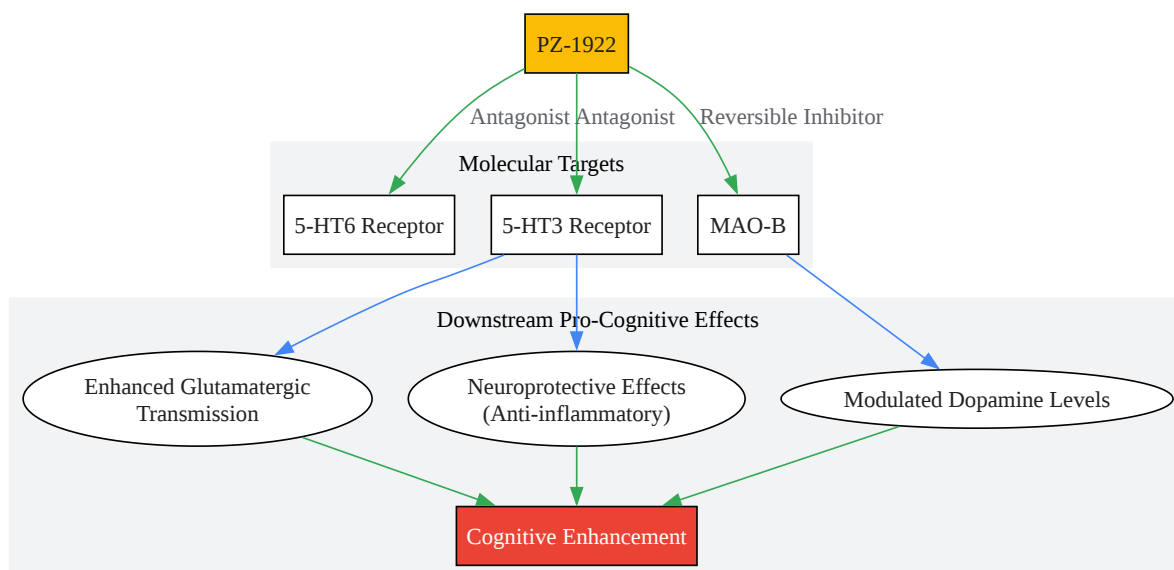 PZ-1922
Antagonist
Antagonist
Reversible Inhibitor
Molecular Targets
5-HT6 Receptor
5-HT3 Receptor
MAO-B
Downstream Pro-Cognitive Effects
Enhanced Glutamatergic
Transmission
Neuroprotective Effects
(Anti-inflammatory)
Modulated Dopamine Levels
Cognitive Enhancement